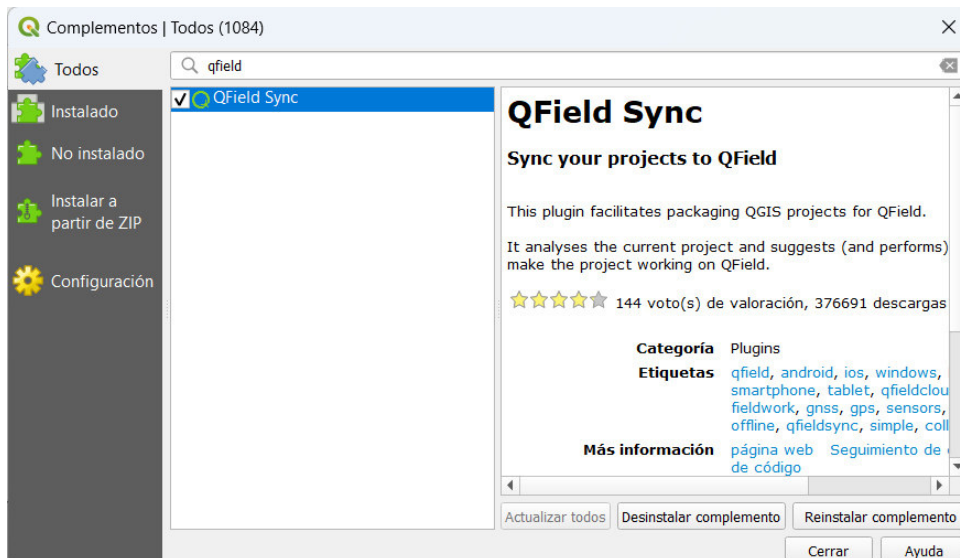 Complementos | Todos (1084)
Todos
qfield
Instalado
No instalado
Instalar a
partir de ZIP
Configuración
QField Sync
QField Sync
Sync your projects to QField
This plugin facilitates packaging QGIS projects for QField.
It analyses the current project and suggests (and performs)
make the project working on QField.
144 voto(s) de valoración, 376691 descargas
Categoría Plugins
Etiquetas qfield, android, ios, windows,
smartphone, tablet, qfieldclou
fieldwork, gnss, gps, sensors,
offline, qfieldsync, simple, coll
Más información página web Seguimiento de
de código
Actualizar todos Desinstalar complemento Reinstalar complemento
Cerrar Ayuda